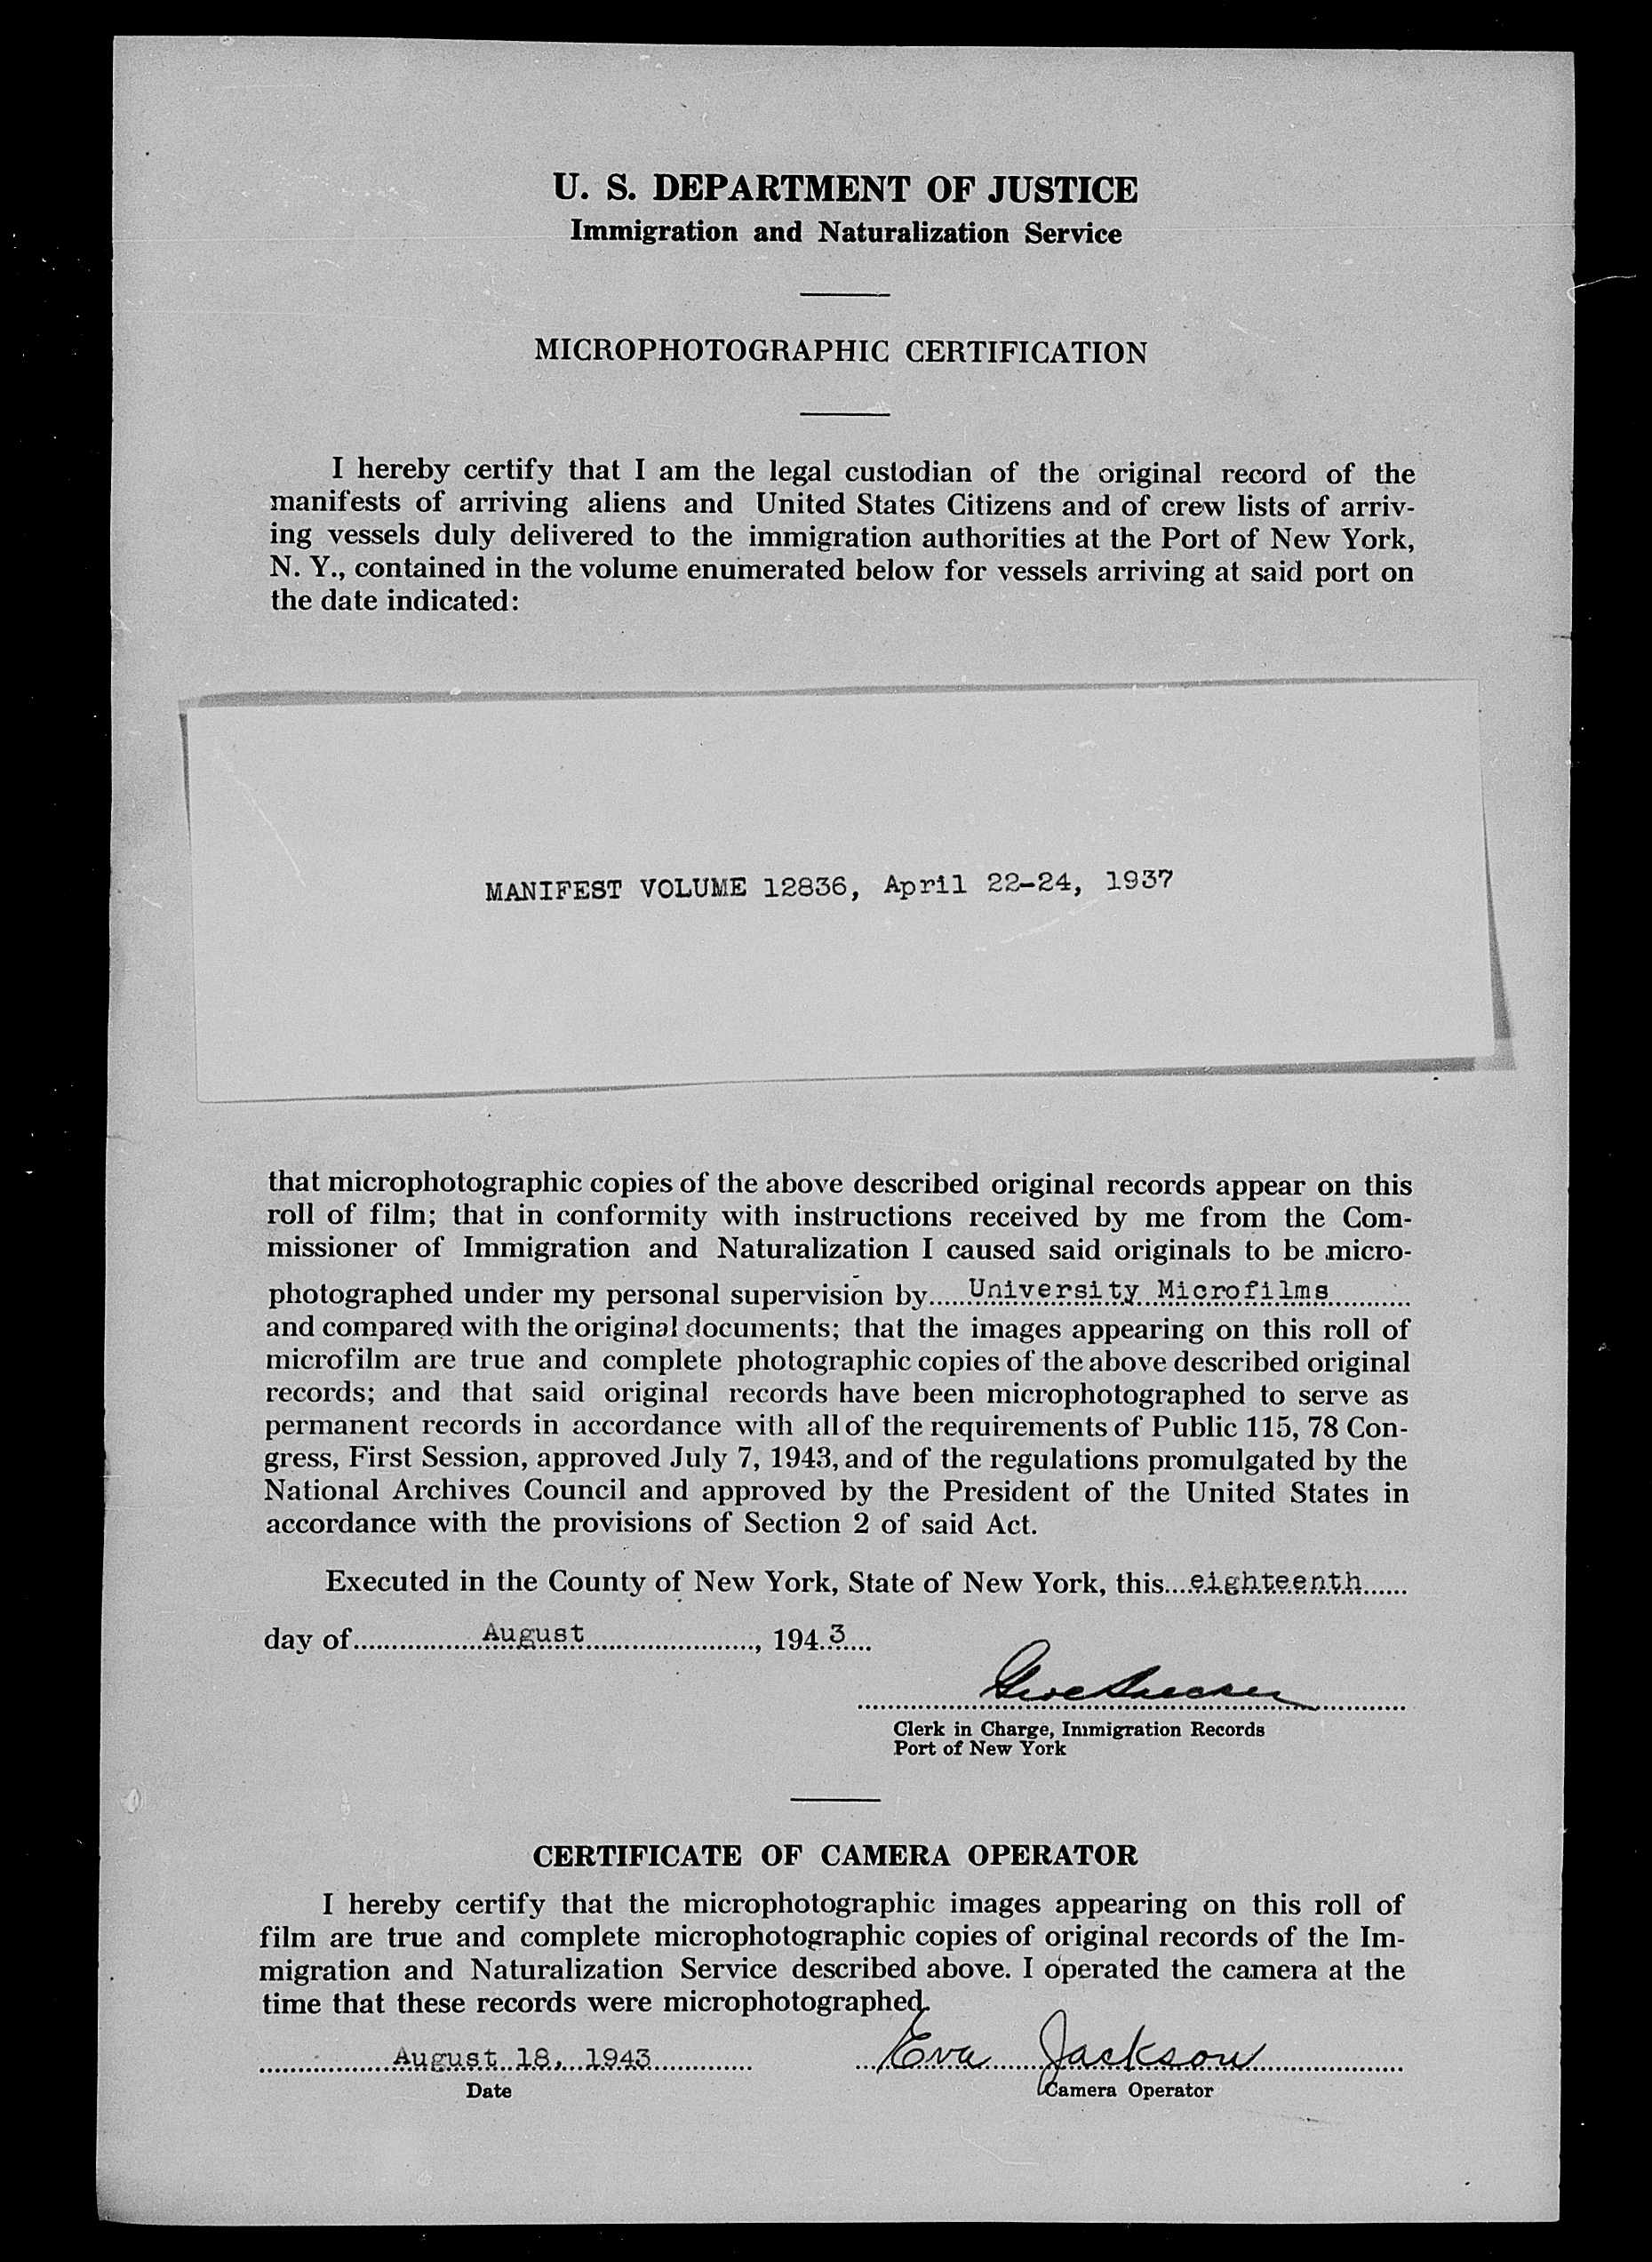 U. S. DEPARTMENT OF JUSTICE
Immigration and Naturalization Service
MICROPHOTOGRAPHIC CERTIFICATION
I hereby certify that I am the legal custodian of the original record of the
manifests of arriving aliens and United States Citizens and of crew lists of arriv-
ing vessels duly delivered to the immigration authorities at the Port of New York,
N. Y., contained in the volume enumerated below for vessels arriving at said port on
the date indicated:
MANIFEST VOLUME 12836, April 22-24, 1937
that microphotographic copies of the above described original records appear on this
roll of film; that in conformity with instructions received by me from the Com-
missioner of Immigration and Naturalization I caused said originals to be micro-
photographed under my personal supervision by.....University Microfilms..........
and compared with the original documents; that the images appearing on this roll of
microfilm are true and complete photographic copies of the above described original
records; and that said original records have been microphotographed to serve as
permanent records in accordance with all of the requirements of Public 115, 78 Con-
gress, First Session, approved July 7, 1943, and of the regulations promulgated by the
National Archives Council and approved by the President of the United States in
accordance with the provisions of Section 2 of said Act.
Executed in the County of New York, State of New York, this....eighteenth......
day of.................August......................, 194.3....
Clerk in Charge, Immigration Records
Port of New York
CERTIFICATE OF CAMERA OPERATOR
I hereby certify that the microphotographic images appearing on this roll of
film are true and complete microphotographic copies of original records of the Im-
migration and Naturalization Service described above. I operated the camera at the
time that these records were microphotographed.
August 18, 1943 Eva Jackson
Date Camera Operator